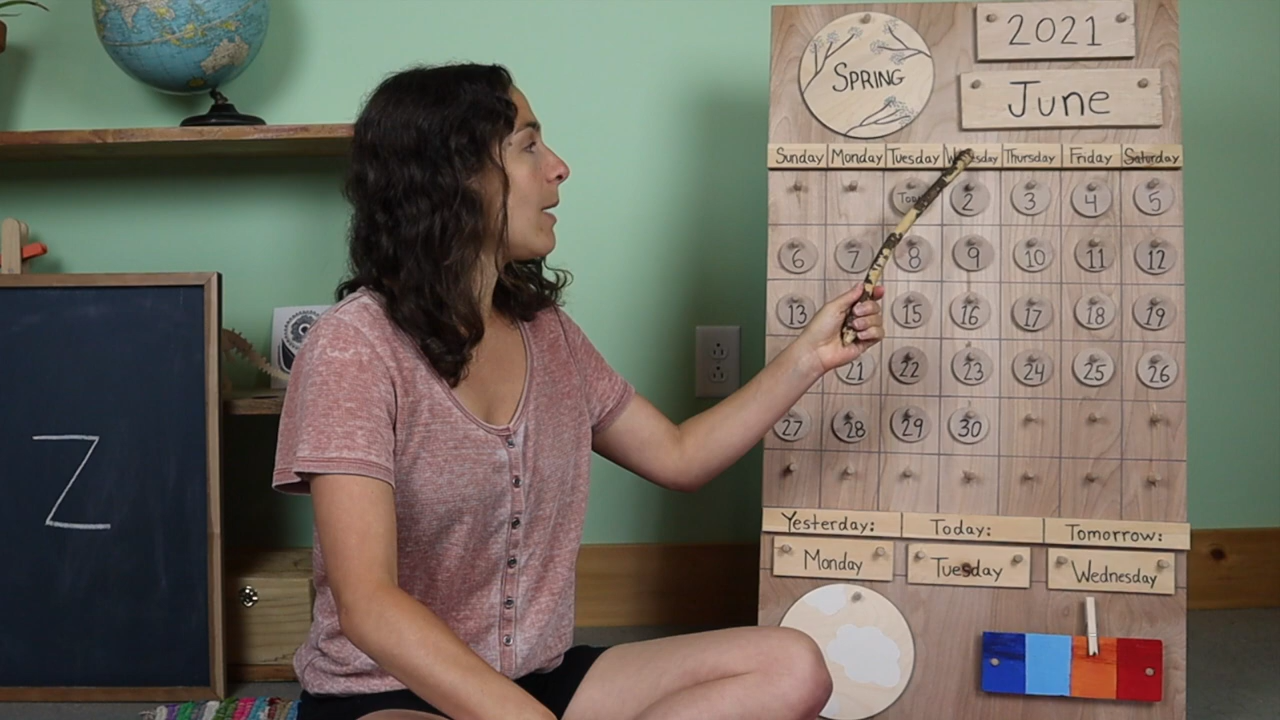 2021
SPRING
June
Sunday Monday Tuesday Thursday Friday Saturday
2 3 4 5
6 7 8 9 10 11 12
13 15 16 17 18 19
21 22 23 24 25 26
27 28 29 30
Yesterday: Today: Tomorrow:
Monday Tuesday Wednesday
Z